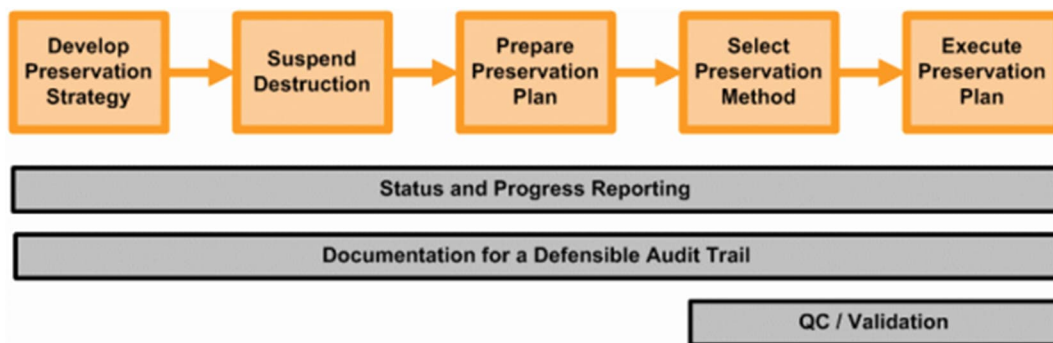 Develop
Preservation
Strategy
Suspend
Destruction
Prepare
Preservation
Plan
Select
Preservation
Method
Execute
Preservation
Plan
Status and Progress Reporting
Documentation for a Defensible Audit Trail
QC / Validation